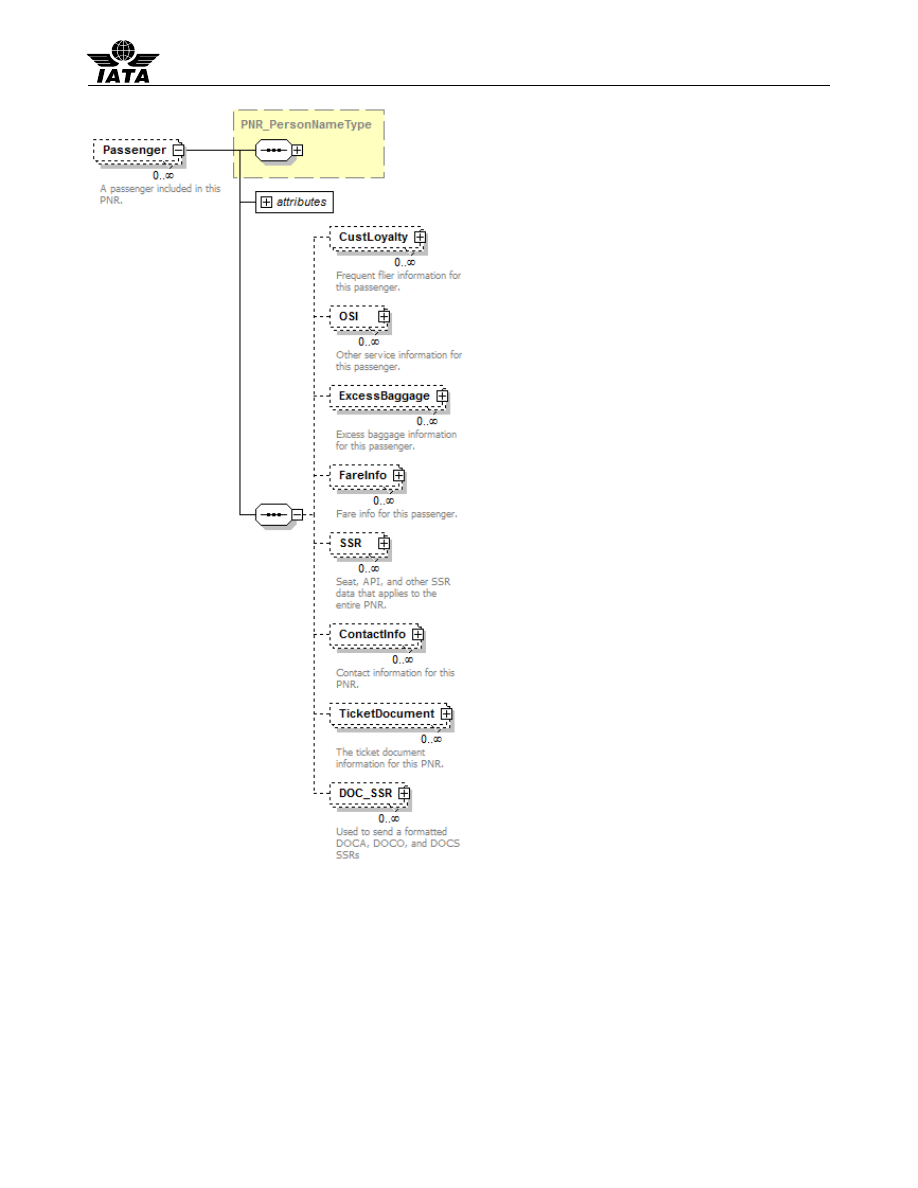 IATA
PNR_PersonNameType
Passenger
0..∞
A passenger included in this
PNR.
attributes
CustLoyalty
0..∞
Frequent flier information for
this passenger.
OSI
0..∞
Other service information for
this passenger.
ExcessBaggage
0..∞
Excess baggage information
for this passenger.
FareInfo
0..∞
Fare info for this passenger.
SSR
0..∞
Seat, API, and other SSR
data that applies to the
entire PNR.
ContactInfo
0..∞
Contact information for this
PNR.
TicketDocument
0..∞
The ticket document
information for this PNR.
DOC_SSR
0..∞
Used to send a formatted
DOCA, DOCO, and DOCS
SSRs